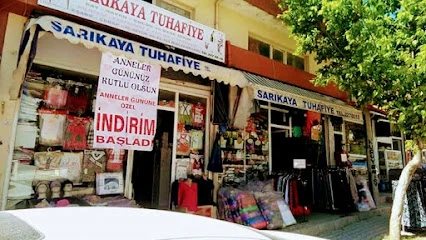 SARIKAYA TUHAFİYE
SARIKAYA TUHAFİYE
ANNELER
GÜNÜNÜZ
KUTLU OLSUN
ANNELER GÜNÜNE
ÖZEL
İNDİRİM
BAŞLADI
SARIKAYA TUHAFİYE